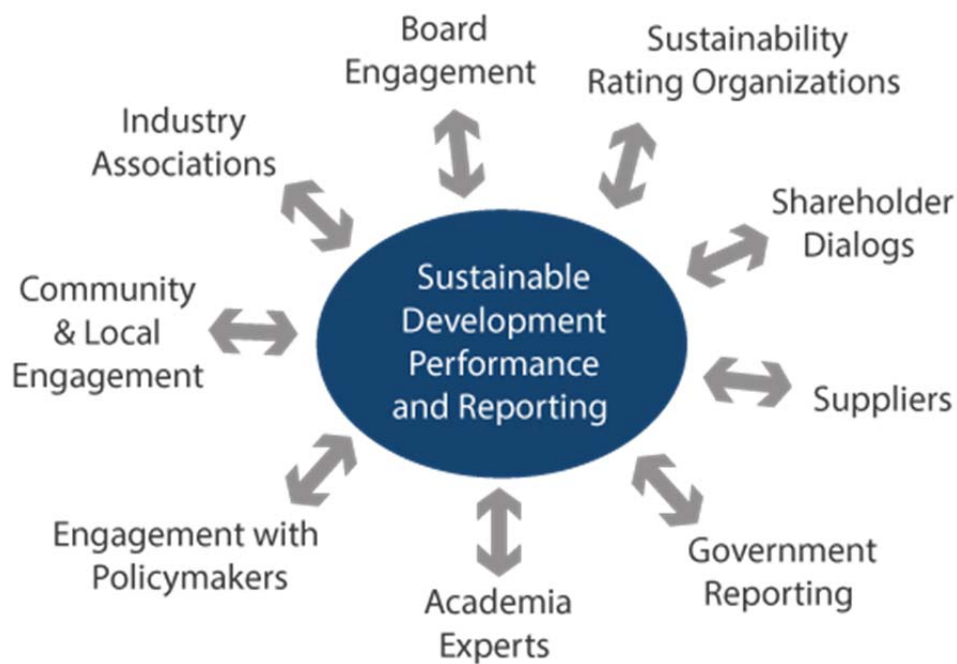 Board
Engagement
Sustainability
Rating Organizations
Industry
Associations
Shareholder
Dialogs
Community
& Local
Engagement
Sustainable
Development
Performance
and Reporting
Suppliers
Engagement with
Policymakers
Academia
Experts
Government
Reporting